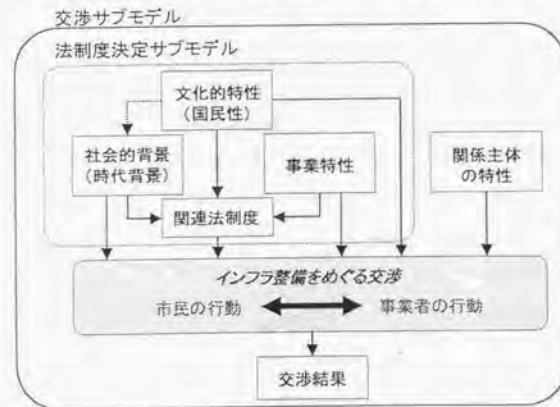 交渉サブモデル
法制度決定サブモデル
文化的特性
(国民性)
社会的背景
(時代背景)
事業特性
関係主体
の特性
関連法制度
インフラ整備をめぐる交渉
市民の行動
事業者の行動
交渉結果